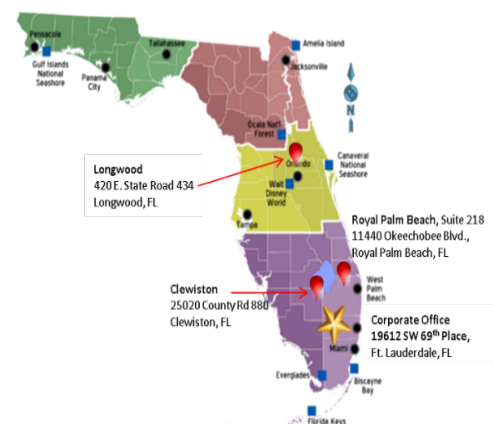 Pensacola
Gulf Islands
National
Seashore
Panama
City
Tallahassee
Amelia Island
Jacksonville
Ocala Nat'l
Forest
Longwood
420 E. State Road 434
Longwood, FL
Orlando
Canaveral
National
Seashore
Walt
Disney
World
Tampa
Royal Palm Beach, Suite 218
11440 Okeechobee Blvd.,
Royal Palm Beach, FL
Clewiston
25020 County Rd 880
Clewiston, FL
West
Palm
Beach
Corporate Office
19612 SW 69th Place,
Ft. Lauderdale, FL
Miami
Everglades
Biscayne
Bay
Florida Keys
N